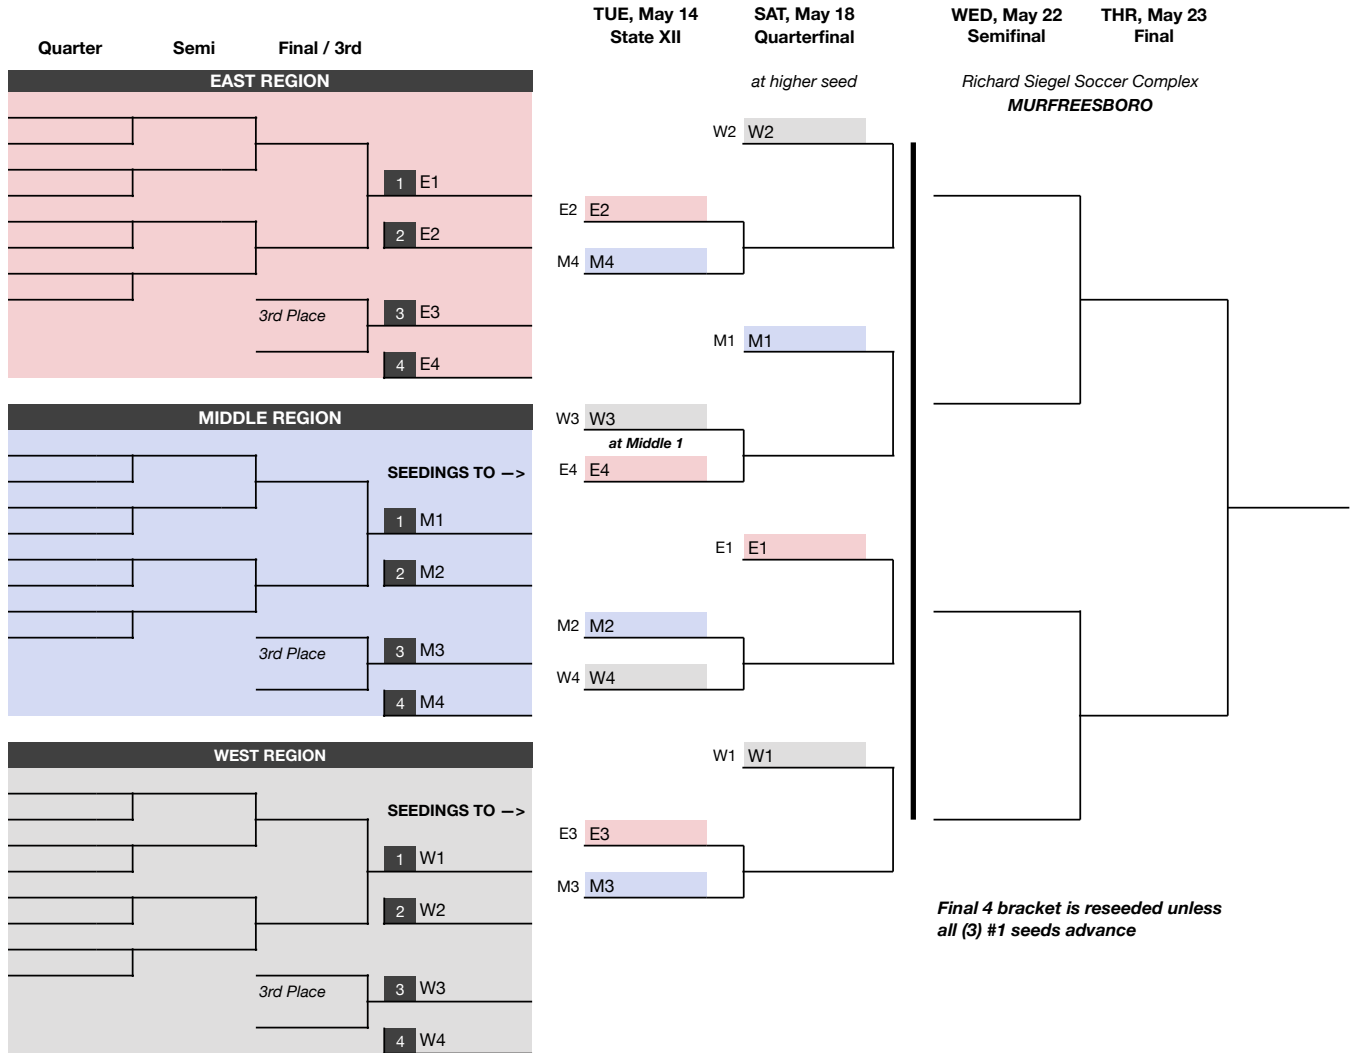 TUE, May 14
State XII
SAT, May 18
Quarterfinal
WED, May 22
Semifinal
THR, May 23
Final
Quarter
Semi
Final / 3rd
at higher seed
Richard Siegel Soccer Complex
MURFREESBORO
EAST REGION
1 E1
2 E2
3rd Place
3 E3
4 E4
MIDDLE REGION
SEEDINGS TO —>
1 M1
2 M2
3rd Place
3 M3
4 M4
WEST REGION
SEEDINGS TO —>
1 W1
2 W2
3rd Place
3 W3
4 W4
E2 E2
M4 M4
W3 W3
at Middle 1
E4 E4
M2 M2
W4 W4
E3 E3
M3 M3
W2 W2
M1 M1
E1 E1
W1 W1
Final 4 bracket is reseeded unless
all (3) #1 seeds advance